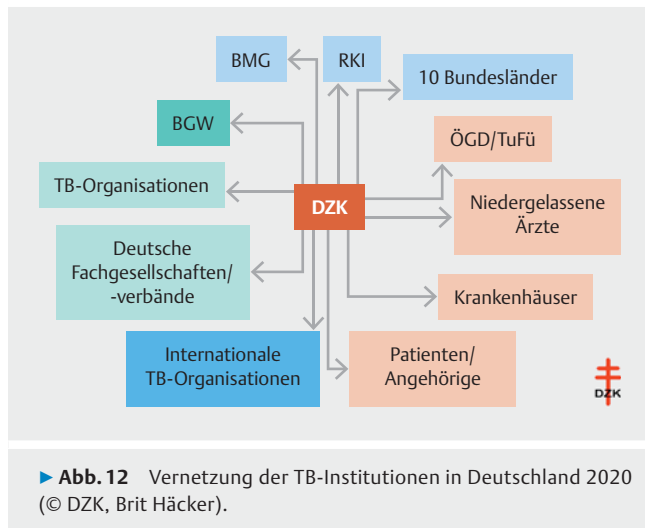 BMG
RKI
10 Bundesländer
BGW
ÖGD/TuFü
TB-Organisationen
DZK
Niedergelassene
Ärzte
Deutsche
Fachgesellschaften/
-verbände
Krankenhäuser
Internationale
TB-Organisationen
Patienten/
Angehörige
DZK
▶ Abb. 12 Vernetzung der TB-Institutionen in Deutschland 2020
(© DZK, Brit Häcker).